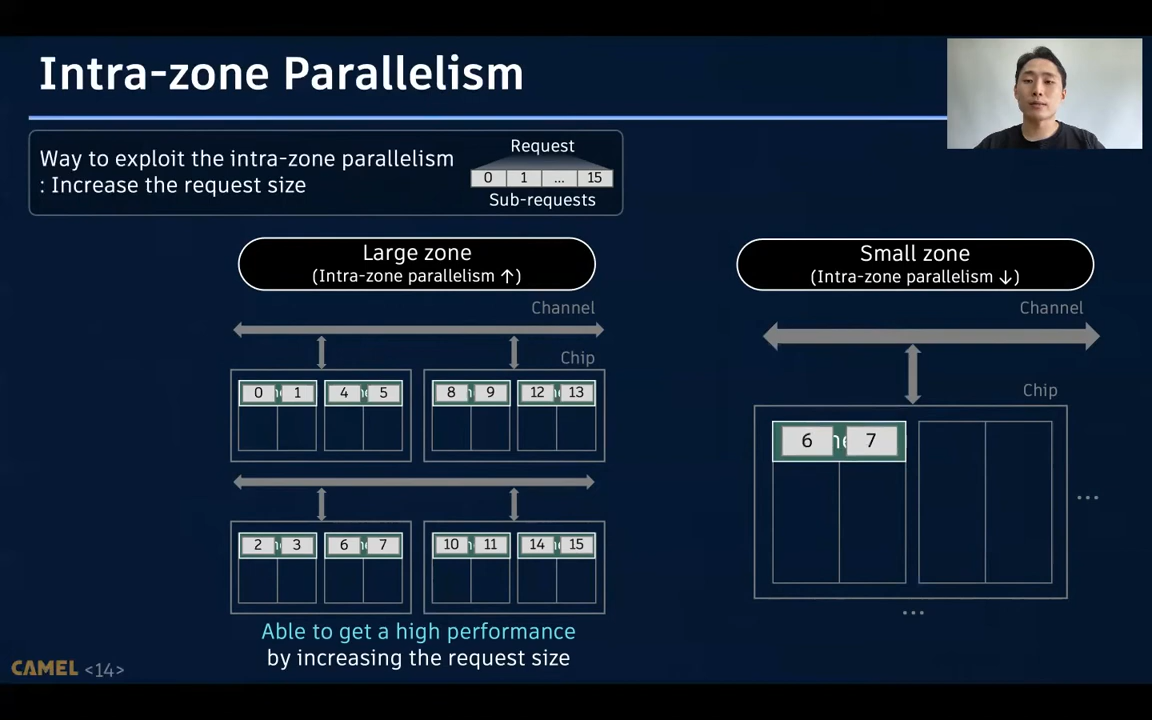 Intra-zone Parallelism
Way to exploit the intra-zone parallelism
: Increase the request size
Request
0 1 ... 15
Sub-requests
Large zone
(Intra-zone parallelism ↑)
Channel
Chip
0 1 4 5 8 9 12 13
2 3 6 7 10 11 14 15
Able to get a high performance
by increasing the request size
Small zone
(Intra-zone parallelism ↓)
Channel
Chip
6 7
...
...
CAMEL <14>